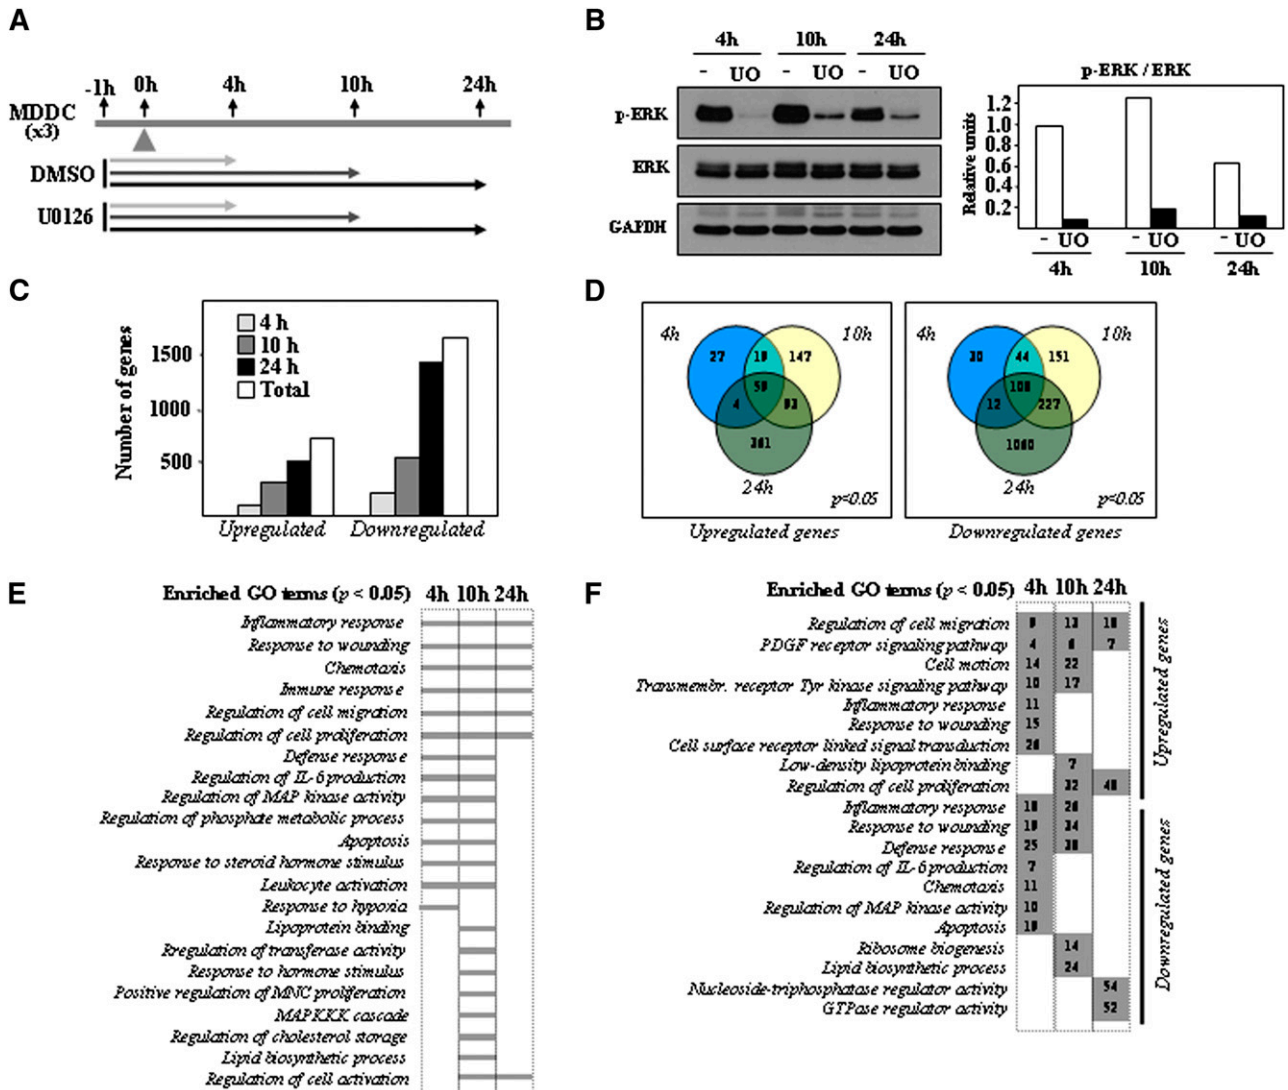 A
-1h 0h 4h 10h 24h
MDDC
(x3)
DMSO
U0126
B
4h 10h 24h
- UO - UO - UO
p-ERK
ERK
GAPDH
p-ERK / ERK
Relative units
1.2
1.0
0.8
0.6
0.4
0.2
- UO - UO - UO
4h 10h 24h
C
Number of genes
1500
1000
500
4 h
10 h
24 h
Total
Upregulated Downregulated
D
4h 10h
27 147
4
24h
p=0.05
Upregulated genes
4h 10h
30 44 151
12 227
1060
24h
p=0.05
Downregulated genes
E
Enriched GO terms (p < 0.05) 4h 10h 24h
Inflammatory response
Response to wounding
Chemotaxis
Immune response
Regulation of cell migration
Regulation of cell proliferation
Defense response
Regulation of IL-6 production
Regulation of MAP kinase activity
Regulation of phosphate metabolic process
Apoptosis
Response to steroid hormone stimulus
Leukocyte activation
Response to hypoxia
Lipoprotein binding
Rregulation of transferase activity
Response to hormone stimulus
Positive regulation of MNC proliferation
MAPKKK cascade
Regulation of cholesterol storage
Lipid biosynthetic process
Regulation of cell activation
F
Enriched GO terms (p < 0.05) 4h 10h 24h
Regulation of cell migration
PDGF receptor signaling pathway 4 6 7
Cell motion 14 22
Transmembr. receptor Tyr kinase signaling pathway 10 17
Inflammatory response 11
Response to wounding 15
Cell surface receptor linked signal transduction
Low-density lipoprotein binding 7
Regulation of cell proliferation 32
Inflammatory response
Response to wounding 34
Defense response 25
Regulation of IL-6 production 7
Chemotaxis 11
Regulation of MAP kinase activity 10
Apoptosis
Ribosome biogenesis 14
Lipid biosynthetic process 24
Nucleoside-triphosphatase regulator activity 54
GTPase regulator activity 52
Upregulated genes
Downregulated genes